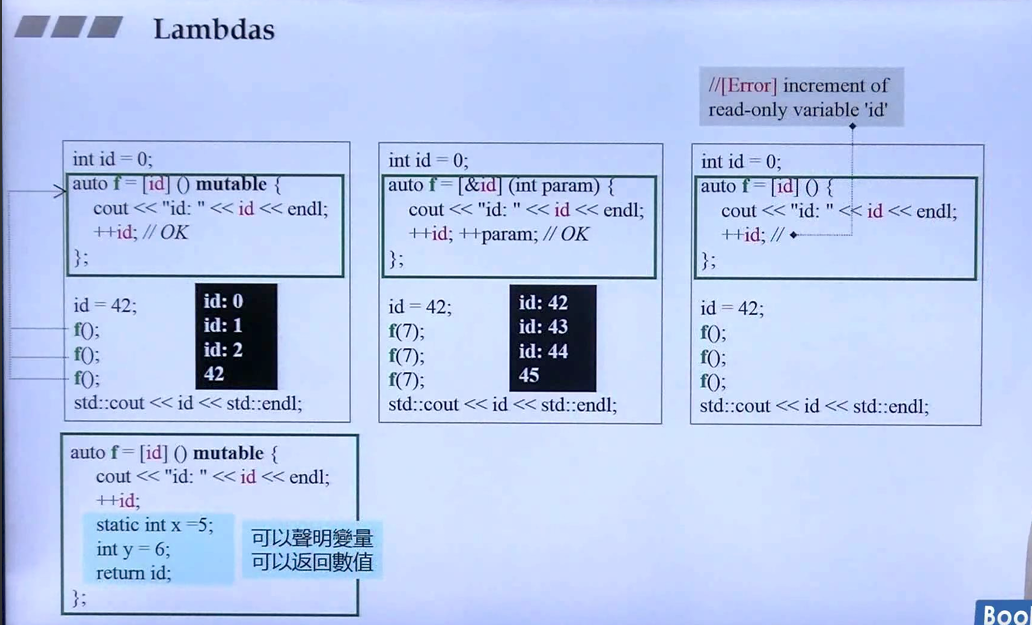 Lambdas
//[Error] increment of
read-only variable 'id'
int id = 0;
auto f = [id] () mutable {
cout << "id: " << id << endl;
++id; // OK
};
id = 42;
f();
f();
f();
std::cout << id << std::endl;
id: 0
id: 1
id: 2
42
int id = 0;
auto f = [&id] (int param) {
cout << "id: " << id << endl;
++id; ++param; // OK
};
id = 42;
f(7);
f(7);
f(7);
std::cout << id << std::endl;
id: 42
id: 43
id: 44
45
int id = 0;
auto f = [id] () {
cout << "id: " << id << endl;
++id; //
};
id = 42;
f();
f();
f();
std::cout << id << std::endl;
auto f = [id] () mutable {
cout << "id: " << id << endl;
++id;
static int x =5;
int y = 6;
return id;
};
可以聲明變量
可以返回數值